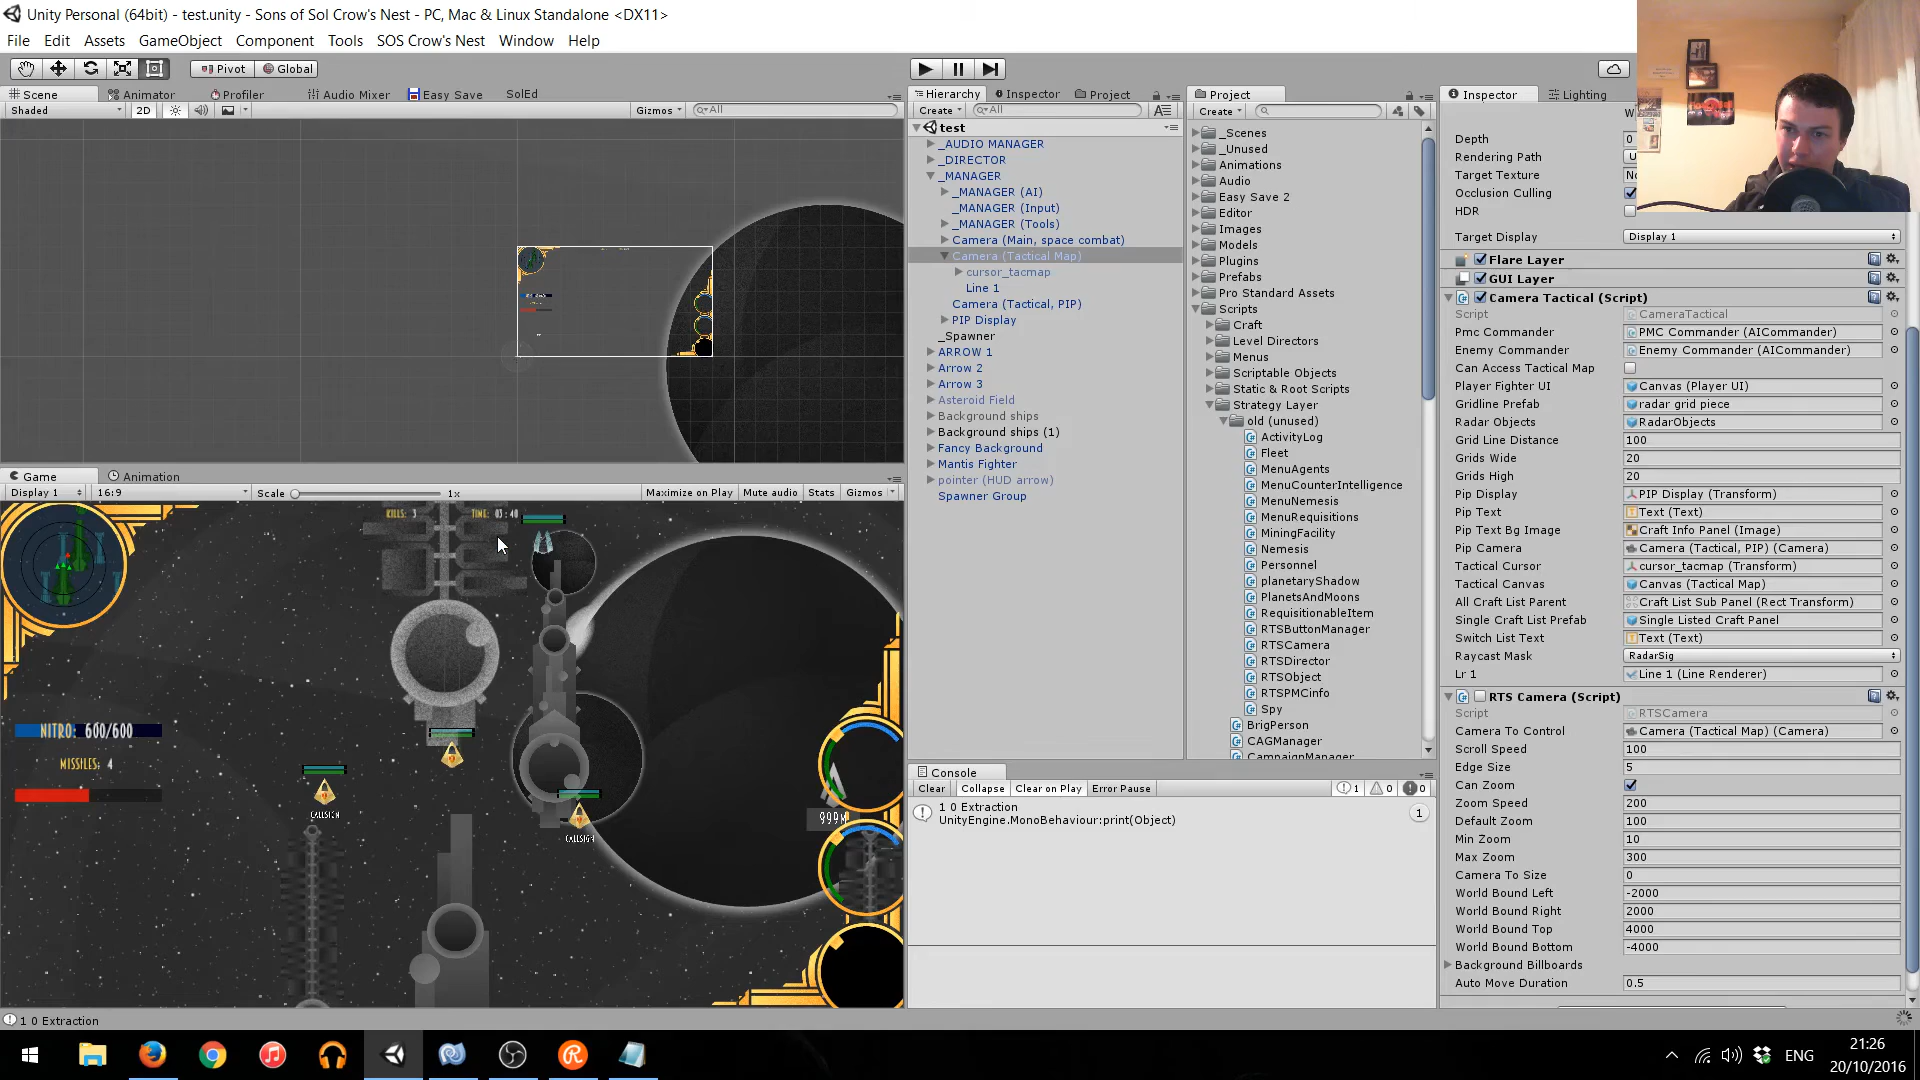 Unity Personal (64bit) - test.unity - Sons of Sol Crow's Nest - PC, Mac & Linux Standalone <DX11>
File Edit Assets GameObject Component Tools SOS Crow's Nest Window Help
Pivot Global
Scene Animator Profiler Audio Mixer Easy Save SolEd
Shaded 2D Gizmos All
Hierarchy Inspector Project
Create All
test
_AUDIO MANAGER
_DIRECTOR
_MANAGER
_MANAGER (AI)
_MANAGER (Input)
_MANAGER (Tools)
Camera (Main, space combat)
Camera (Tactical Map)
cursor_tacmap
Line 1
Camera (Tactical, PIP)
PIP Display
_Spawner
ARROW 1
Arrow 2
Arrow 3
Asteroid Field
Background ships
Background ships (1)
Fancy Background
Mantis Fighter
pointer (HUD arrow)
Spawner Group
Project
Create
_Scenes
_Unused
Animations
Audio
Easy Save 2
Editor
Images
Models
Plugins
Prefabs
Pro Standard Assets
Scripts
Craft
Level Directors
Menus
Scriptable Objects
Static & Root Scripts
Strategy Layer
old (unused)
ActivityLog
Fleet
MenuAgents
MenuCounterIntelligence
MenuNemesis
MenuRequisitions
MiningFacility
Nemesis
Personnel
planetaryShadow
PlanetsAndMoons
RequisitionableItem
RTSButtonManager
RTSCamera
RTSDirector
RTSObject
RTSPMCinfo
Spy
BrigPerson
CAGManager
CampaignManager
Inspector Lighting
Depth 0
Rendering Path
Target Texture
Occlusion Culling
HDR
Target Display Display 1
Flare Layer
GUI Layer
Camera Tactical (Script)
Script CameraTactical
Pmc Commander PMC Commander (AICommander)
Enemy Commander Enemy Commander (AICommander)
Can Access Tactical Map
Player Fighter UI Canvas (Player UI)
Gridline Prefab radar grid piece
Radar Objects RadarObjects
Grid Line Distance 100
Grids Wide 20
Grids High 20
Pip Display PIP Display (Transform)
Pip Text Text (Text)
Pip Text Bg Image Craft Info Panel (Image)
Pip Camera Camera (Tactical, PIP) (Camera)
Tactical Cursor cursor_tacmap (Transform)
Tactical Canvas Canvas (Tactical Map)
All Craft List Parent Craft List Sub Panel (Rect Transform)
Single Craft List Prefab Single Listed Craft Panel
Switch List Text Text (Text)
Raycast Mask RadarSig
Lr 1 Line 1 (Line Renderer)
RTS Camera (Script)
Script RTSCamera
Camera To Control Camera (Tactical Map) (Camera)
Scroll Speed 100
Edge Size 5
Can Zoom
Zoom Speed 200
Default Zoom 100
Min Zoom 10
Max Zoom 300
Camera To Size 0
World Bound Left -2000
World Bound Right 2000
World Bound Top 4000
World Bound Bottom -4000
Background Billboards
Auto Move Duration 0.5
Game Animation
Display 1 16:9 Scale 1x Maximize on Play Mute audio Stats Gizmos
KILLS: 3 TIME: 03:40
NITRO: 600/600
MISSILES: 4
CALLSIGN
CALLSIGN
999M
Console
Clear Collapse Clear on Play Error Pause 1 0 0
1 0 Extraction
UnityEngine.MonoBehaviour:print(Object)
1
1 0 Extraction
ENG
21:26
20/10/2016